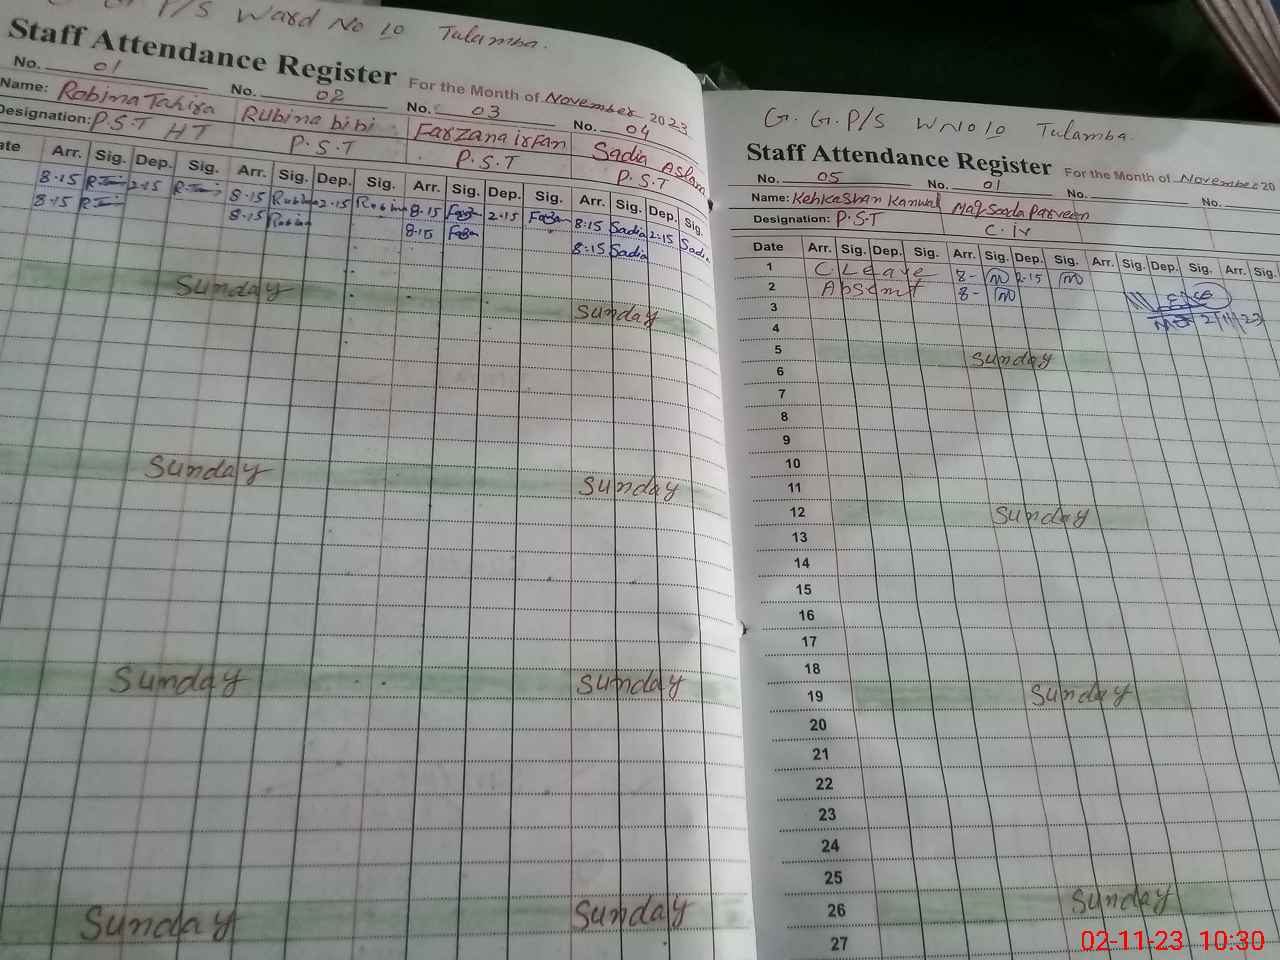 G. G. P/S Ward No 10 Tulamba.
Staff Attendance Register For the Month of November 2023
No. 01 No. 02 No. 03 No. 04
Name: Robina Tahira Rubina bibi Farzana irfan Sadia Aslam
Designation: P.S.T HT P.S.T P.S.T P.S.T
Arr. Sig. Dep. Sig. Arr. Sig. Dep. Sig. Arr. Sig. Dep. Sig. Arr. Sig. Dep. Sig.
8.15 2.15 8.15 Rubina 2.15 Rubina 8.15 2.15 8.15 Sadia 2.15 Sadia
8.15 8.15 Rubina 8.15 8.15 Sadia
Sunday Sunday
Sunday Sunday
Sunday Sunday
Sunday Sunday
G. G. P/S W No 10 Tulamba.
Staff Attendance Register For the Month of November 20
No. 05 No. 01 No. No.
Name: Kehkashan Kanwal Maqsooda Parveen
Designation: P.S.T C. iv
Date Arr. Sig. Dep. Sig. Arr. Sig. Dep. Sig. Arr. Sig. Dep. Sig. Arr. Sig.
1 C Leave 8- 2.15
2 Absent 8-
3 2/11/23
4
5 Sunday
6
7
8
9
10
11
12 Sunday
13
14
15
16
17
18
19 Sunday
20
21
22
23
24
25
26 Sunday
27
02-11-23 10:30